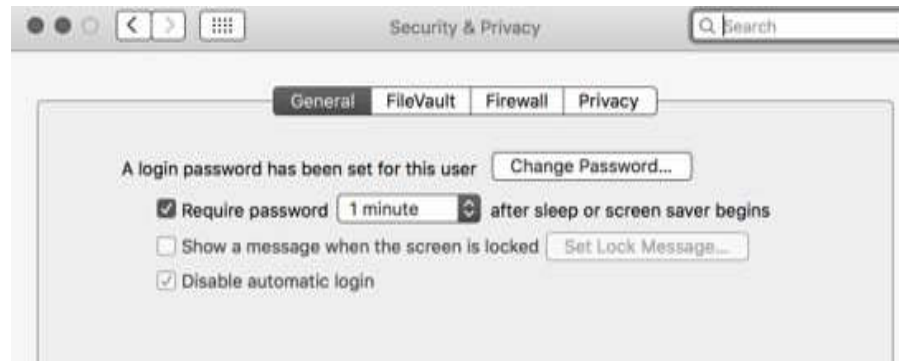 Security & Privacy Search
General FileVault Firewall Privacy
A login password has been set for this user Change Password...
Require password 1 minute after sleep or screen saver begins
Show a message when the screen is locked Set Lock Message...
Disable automatic login